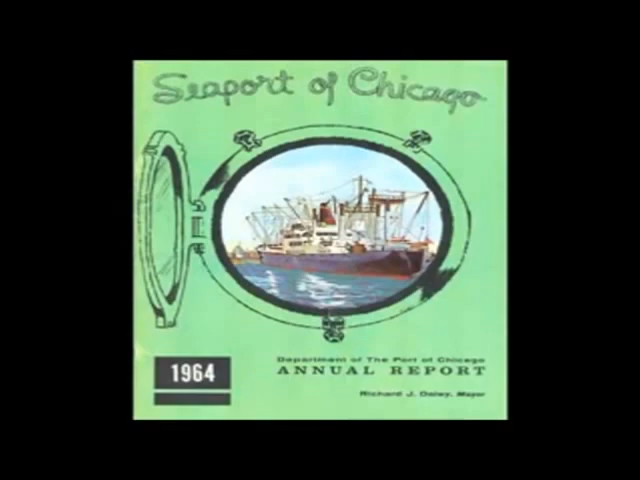 Seaport of Chicago
1964
Department of The Port of Chicago
ANNUAL REPORT
Richard J. Daley, Mayor